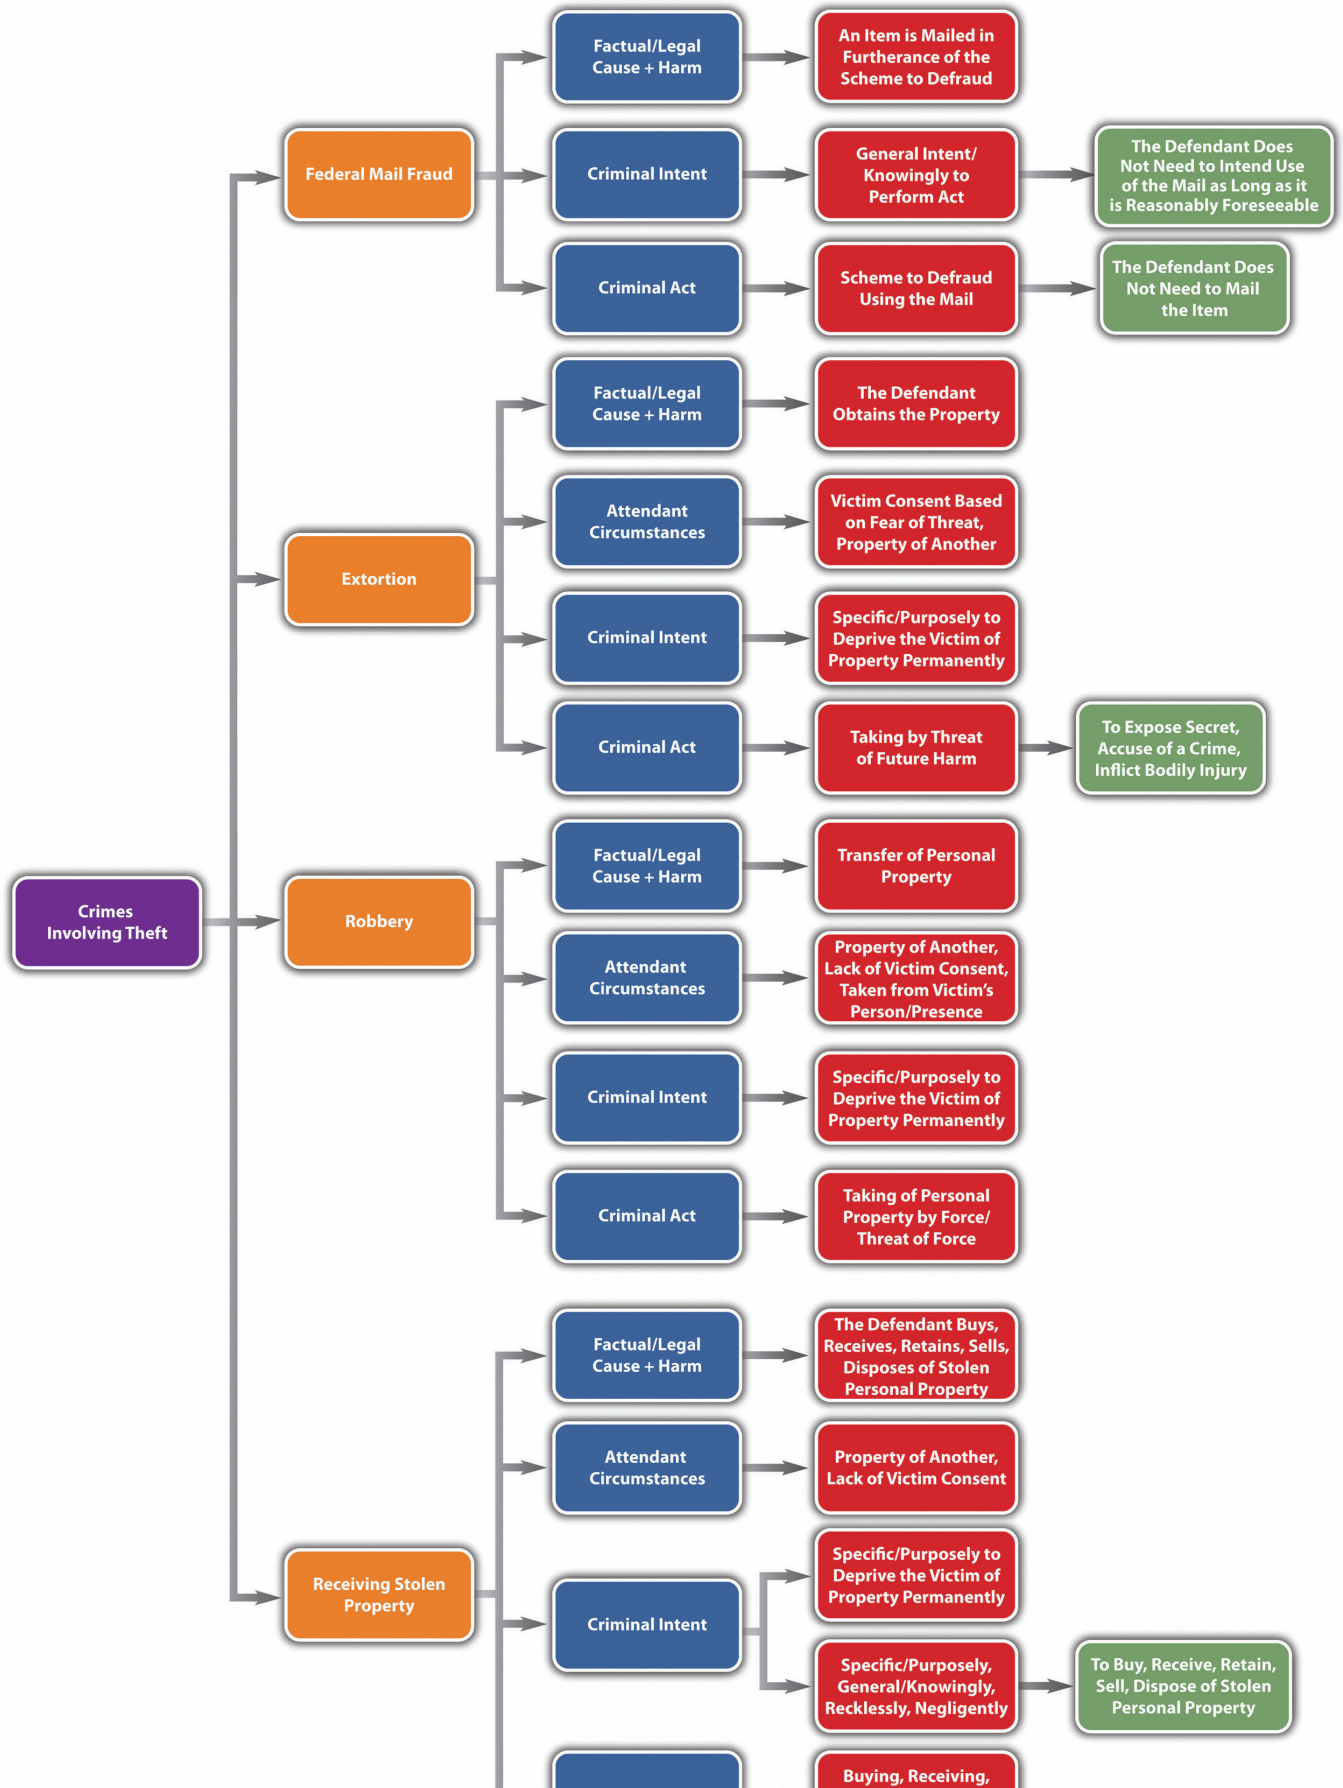 Crimes
Involving Theft
Federal Mail Fraud
Factual/Legal
Cause + Harm
An Item is Mailed in
Furtherance of the
Scheme to Defraud
Criminal Intent
General Intent/
Knowingly to
Perform Act
The Defendant Does
Not Need to Intend Use
of the Mail as Long as it
is Reasonably Foreseeable
Criminal Act
Scheme to Defraud
Using the Mail
The Defendant Does
Not Need to Mail
the Item
Extortion
Factual/Legal
Cause + Harm
The Defendant
Obtains the Property
Attendant
Circumstances
Victim Consent Based
on Fear of Threat,
Property of Another
Criminal Intent
Specific/Purposely to
Deprive the Victim of
Property Permanently
Criminal Act
Taking by Threat
of Future Harm
To Expose Secret,
Accuse of a Crime,
Inflict Bodily Injury
Robbery
Factual/Legal
Cause + Harm
Transfer of Personal
Property
Attendant
Circumstances
Property of Another,
Lack of Victim Consent,
Taken from Victim's
Person/Presence
Criminal Intent
Specific/Purposely to
Deprive the Victim of
Property Permanently
Criminal Act
Taking of Personal
Property by Force/
Threat of Force
Receiving Stolen
Property
Factual/Legal
Cause + Harm
The Defendant Buys,
Receives, Retains, Sells,
Disposes of Stolen
Personal Property
Attendant
Circumstances
Property of Another,
Lack of Victim Consent
Criminal Intent
Specific/Purposely to
Deprive the Victim of
Property Permanently
Specific/Purposely,
General/Knowingly,
Recklessly, Negligently
To Buy, Receive, Retain,
Sell, Dispose of Stolen
Personal Property
Buying, Receiving,